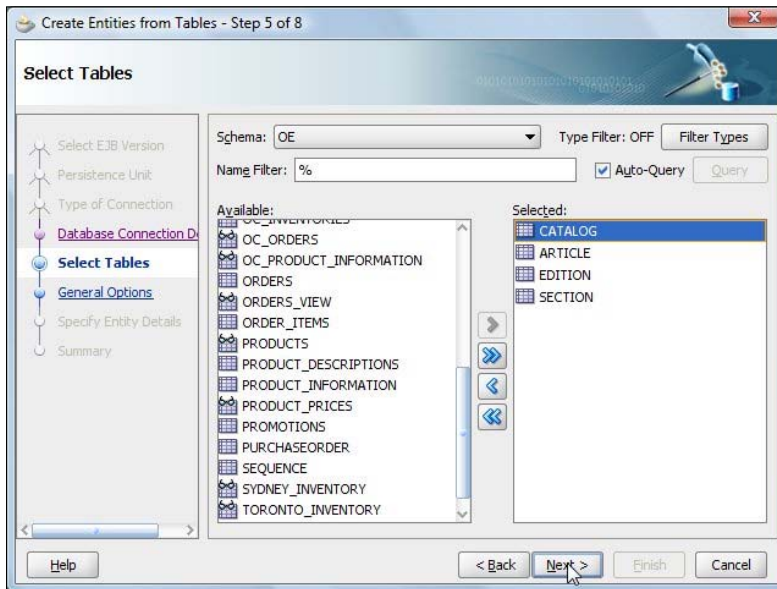 Create Entities from Tables - Step 5 of 8
Select Tables
Select EJB Version
Persistence Unit
Type of Connection
Database Connection D
Select Tables
General Options
Specify Entity Details
Summary
Schema: OE Type Filter: OFF Filter Types
Name Filter: % Auto-Query Query
Available:
OC_INVENTORIES
OC_ORDERS
OC_PRODUCT_INFORMATION
ORDERS
ORDERS_VIEW
ORDER_ITEMS
PRODUCTS
PRODUCT_DESCRIPTIONS
PRODUCT_INFORMATION
PRODUCT_PRICES
PROMOTIONS
PURCHASEORDER
SEQUENCE
SYDNEY_INVENTORY
TORONTO_INVENTORY
Selected:
CATALOG
ARTICLE
EDITION
SECTION
Help < Back Next > Finish Cancel